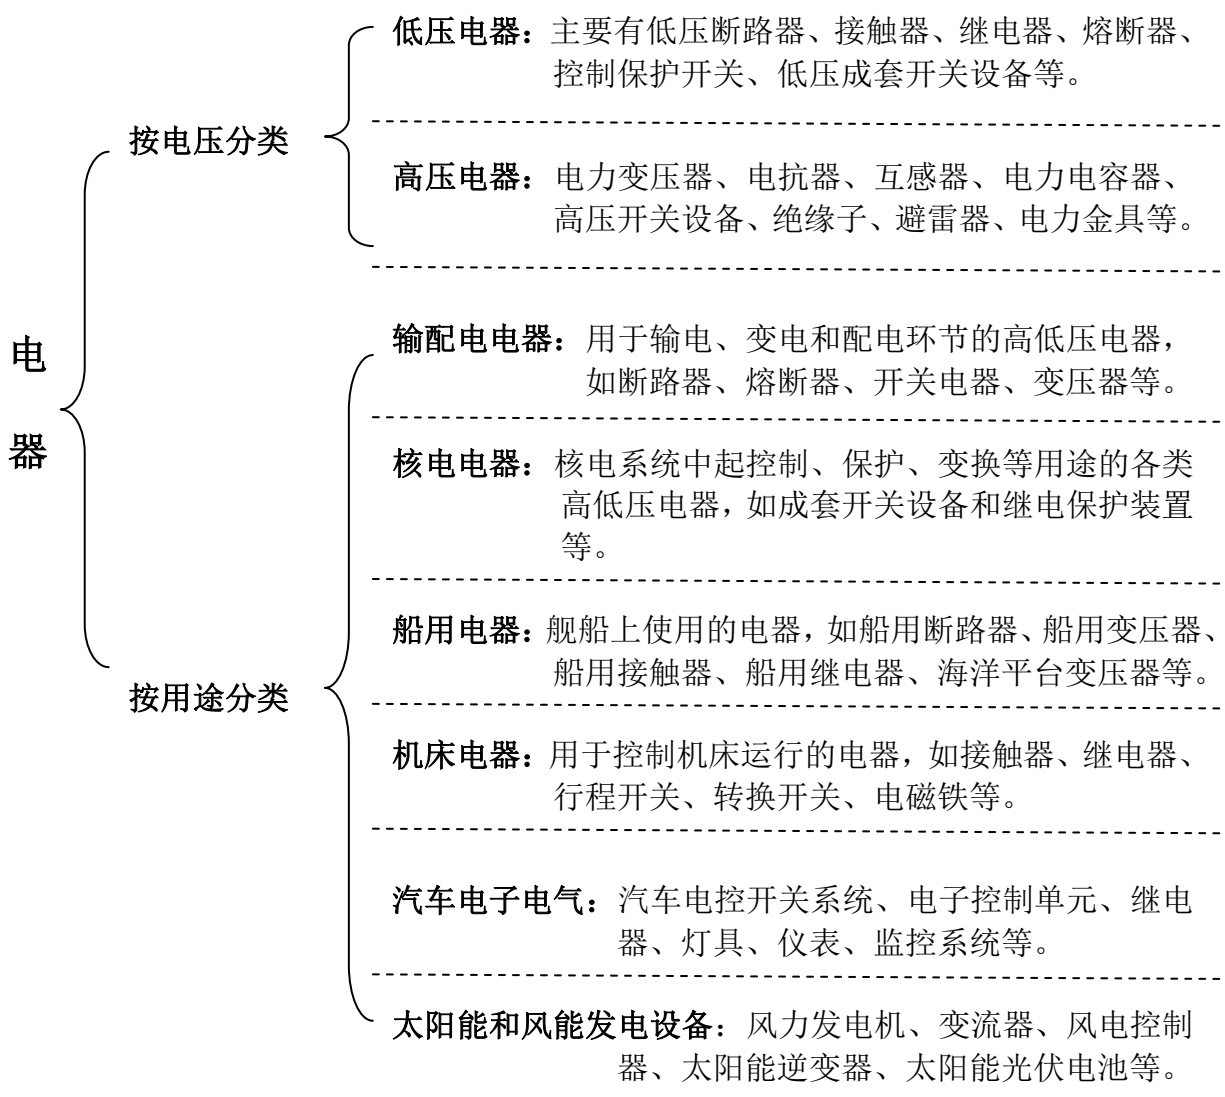 低压电器：主要有低压断路器、接触器、继电器、熔断器、
控制保护开关、低压成套开关设备等。
按电压分类
高压电器：电力变压器、电抗器、互感器、电力电容器、
高压开关设备、绝缘子、避雷器、电力金具等。
电
器
输配电电器：用于输电、变电和配电环节的高低压电器，
如断路器、熔断器、开关电器、变压器等。
核电电器：核电系统中起控制、保护、变换等用途的各类
高低压电器，如成套开关设备和继电保护装置
等。
船用电器：舰船上使用的电器，如船用断路器、船用变压器、
船用接触器、船用继电器、海洋平台变压器等。
按用途分类
机床电器：用于控制机床运行的电器，如接触器、继电器、
行程开关、转换开关、电磁铁等。
汽车电子电气：汽车电控开关系统、电子控制单元、继电
器、灯具、仪表、监控系统等。
太阳能和风能发电设备：风力发电机、变流器、风电控制
器、太阳能逆变器、太阳能光伏电池等。